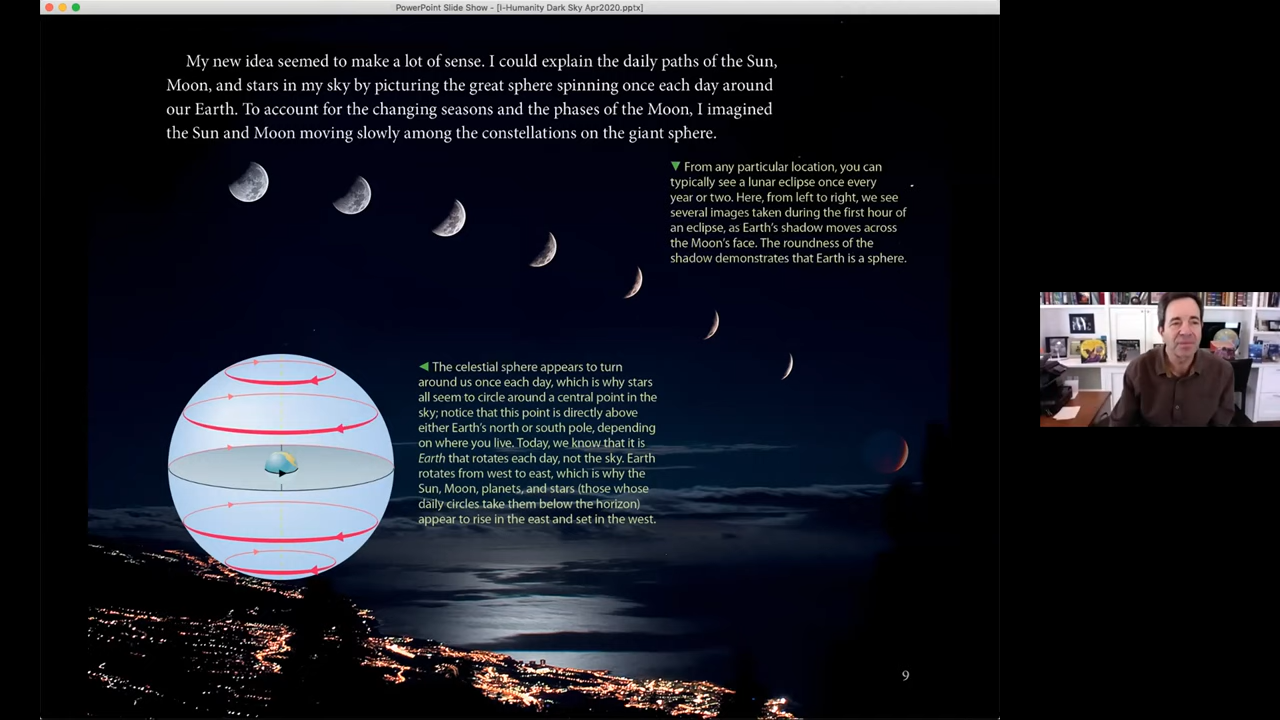 PowerPoint Slide Show - [I-Humanity Dark Sky Apr2020.pptx]
My new idea seemed to make a lot of sense. I could explain the daily paths of the Sun,
Moon, and stars in my sky by picturing the great sphere spinning once each day around
our Earth. To account for the changing seasons and the phases of the Moon, I imagined
the Sun and Moon moving slowly among the constellations on the giant sphere.
▼ From any particular location, you can
typically see a lunar eclipse once every
year or two. Here, from left to right, we see
several images taken during the first hour of
an eclipse, as Earth's shadow moves across
the Moon's face. The roundness of the
shadow demonstrates that Earth is a sphere.
◀ The celestial sphere appears to turn
around us once each day, which is why stars
all seem to circle around a central point in the
sky; notice that this point is directly above
either Earth's north or south pole, depending
on where you live. Today, we know that it is
Earth that rotates each day, not the sky. Earth
rotates from west to east, which is why the
Sun, Moon, planets, and stars (those whose
daily circles take them below the horizon)
appear to rise in the east and set in the west.
9